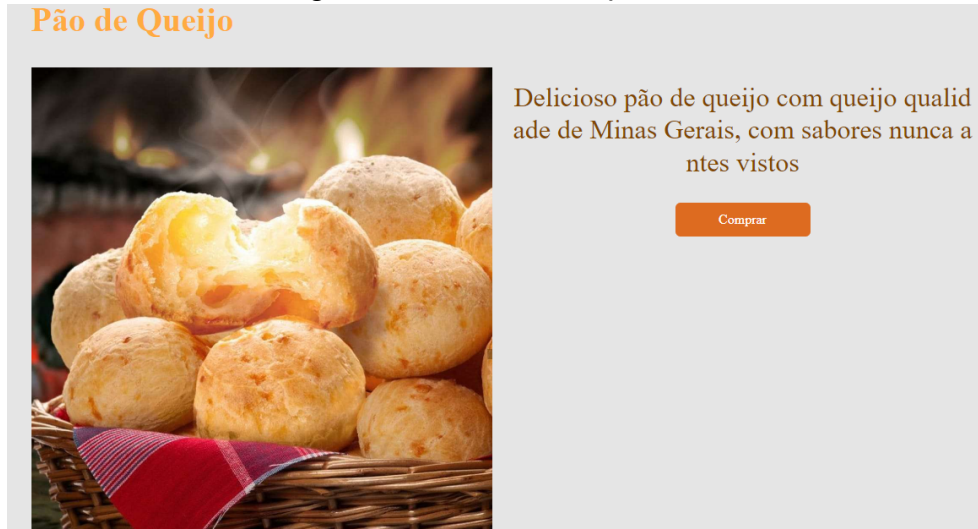 Pão de Queijo
Delicioso pão de queijo com queijo qualid
ade de Minas Gerais, com sabores nunca a
ntes vistos
Comprar